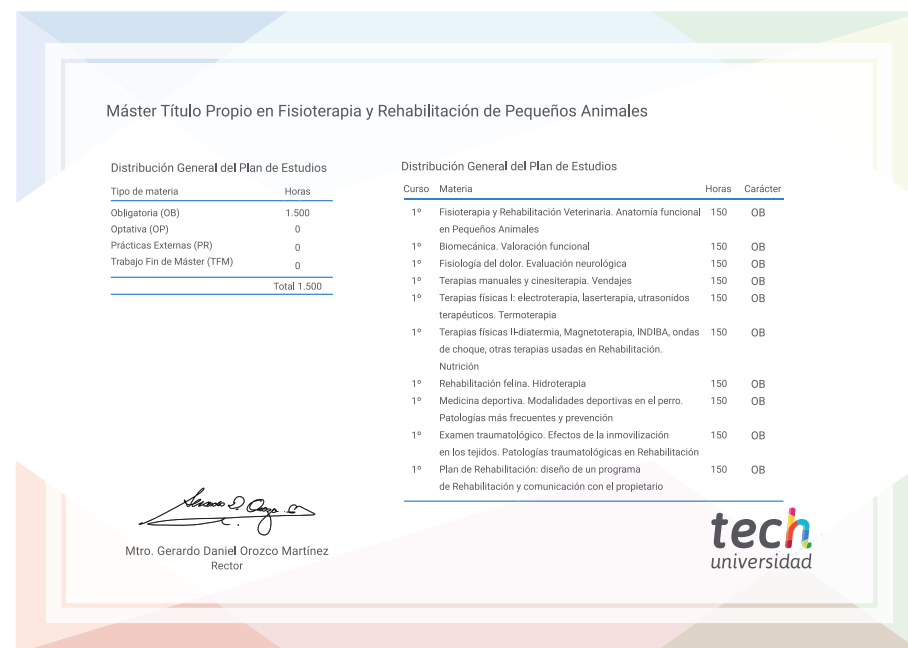 Máster Título Propio en Fisioterapia y Rehabilitación de Pequeños Animales
Distribución General del Plan de Estudios
Tipo de materia Horas
Obligatoria (OB) 1.500
Optativa (OP) 0
Prácticas Externas (PR) 0
Trabajo Fin de Máster (TFM) 0
Total 1.500
Distribución General del Plan de Estudios
Curso Materia Horas Carácter
1º Fisioterapia y Rehabilitación Veterinaria. Anatomía funcional 150 OB
en Pequeños Animales
1º Biomecánica. Valoración funcional 150 OB
1º Fisiología del dolor. Evaluación neurológica 150 OB
1º Terapias manuales y cinesiterapia. Vendajes 150 OB
1º Terapias físicas I: electroterapia, laserterapia, utrasonidos 150 OB
terapéuticos. Termoterapia
1º Terapias físicas II-diatermia, Magnetoterapia, INDIBA, ondas 150 OB
de choque, otras terapias usadas en Rehabilitación.
Nutrición
1º Rehabilitación felina. Hidroterapia 150 OB
1º Medicina deportiva. Modalidades deportivas en el perro. 150 OB
Patologías más frecuentes y prevención
1º Examen traumatológico. Efectos de la inmovilización 150 OB
en los tejidos. Patologías traumatológicas en Rehabilitación
1º Plan de Rehabilitación: diseño de un programa 150 OB
de Rehabilitación y comunicación con el propietario
Mtro. Gerardo Daniel Orozco Martínez
Rector
tech
universidad